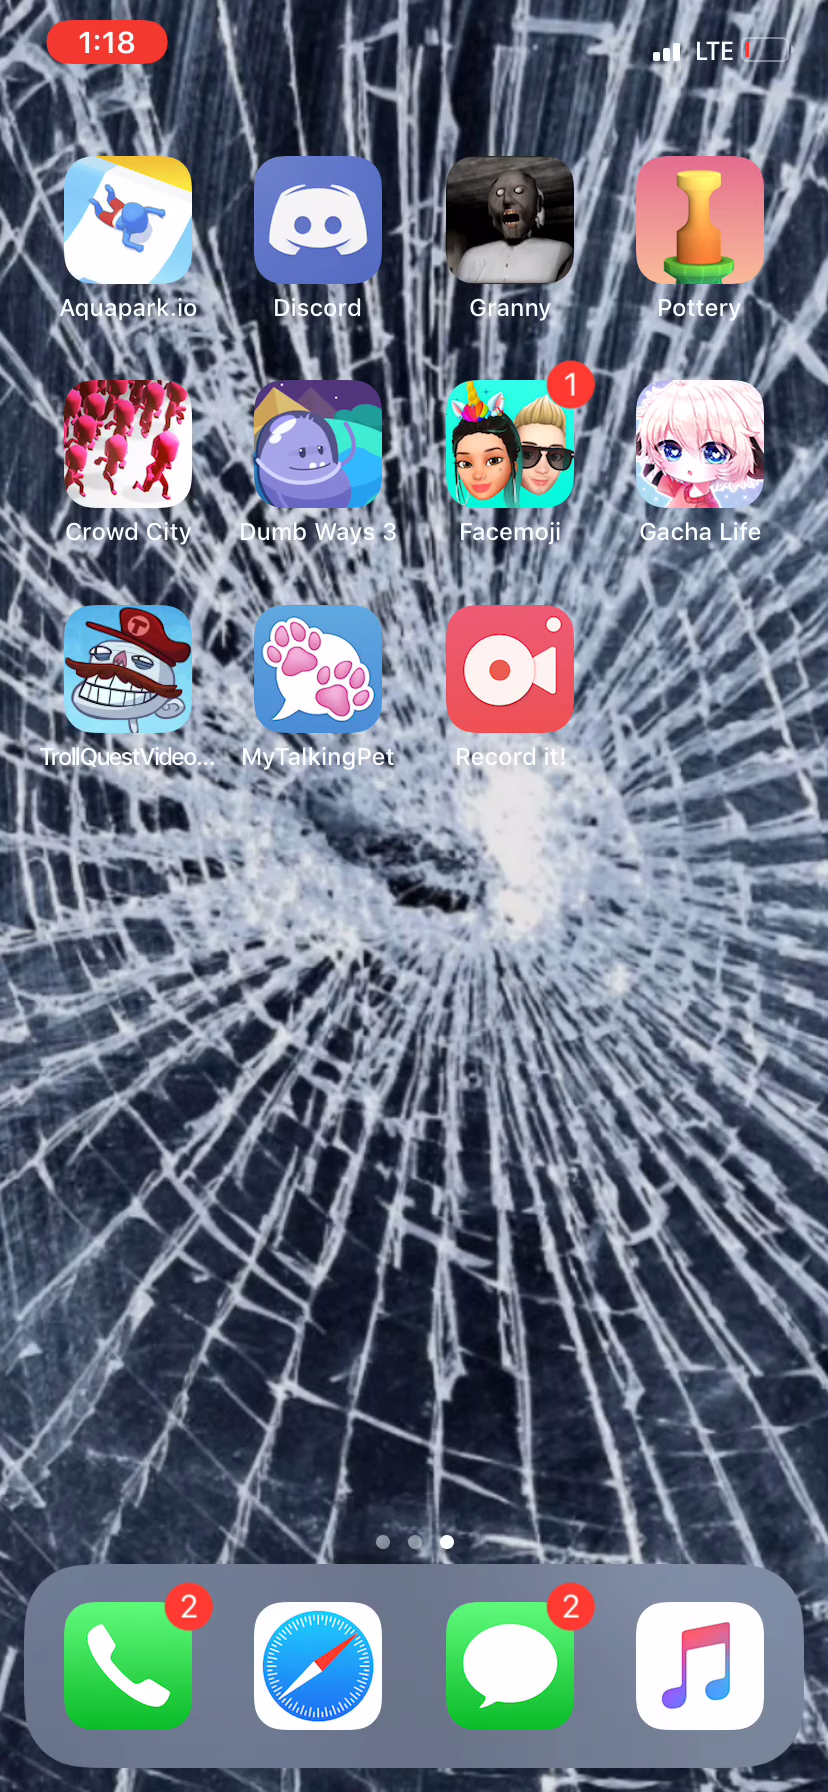 1:18
LTE
Aquapark.io
Discord
Granny
Pottery
1
Crowd City
Dumb Ways 3
Facemoji
Gacha Life
T
TrollQuestVideo...
MyTalkingPet
Record it!
2
2